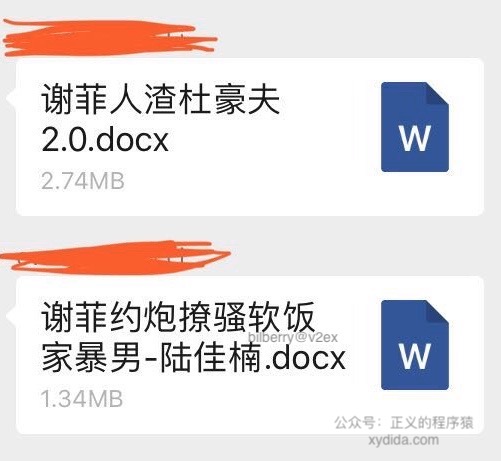 谢菲人渣杜豪夫
2.0.docx
2.74MB
W
谢菲约炮撩骚软饭
bilberry@v2ex
家暴男-陆佳楠.docx
1.34MB
W
公众号：正义的程序猿
xydida.com